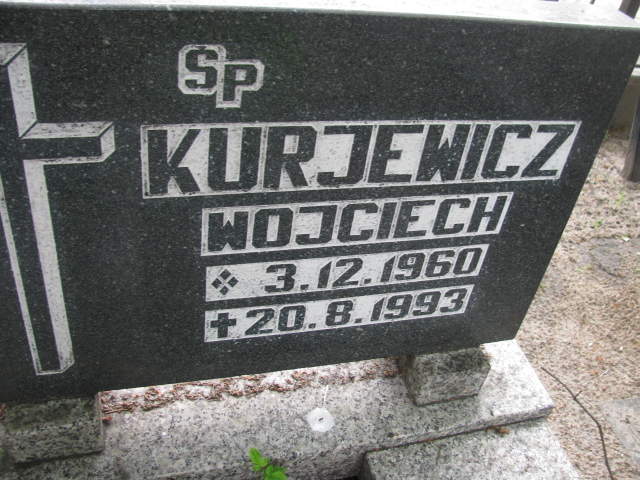 SP
KURJEWICZ
WOJCIECH
3.12.1960
20.8.1993